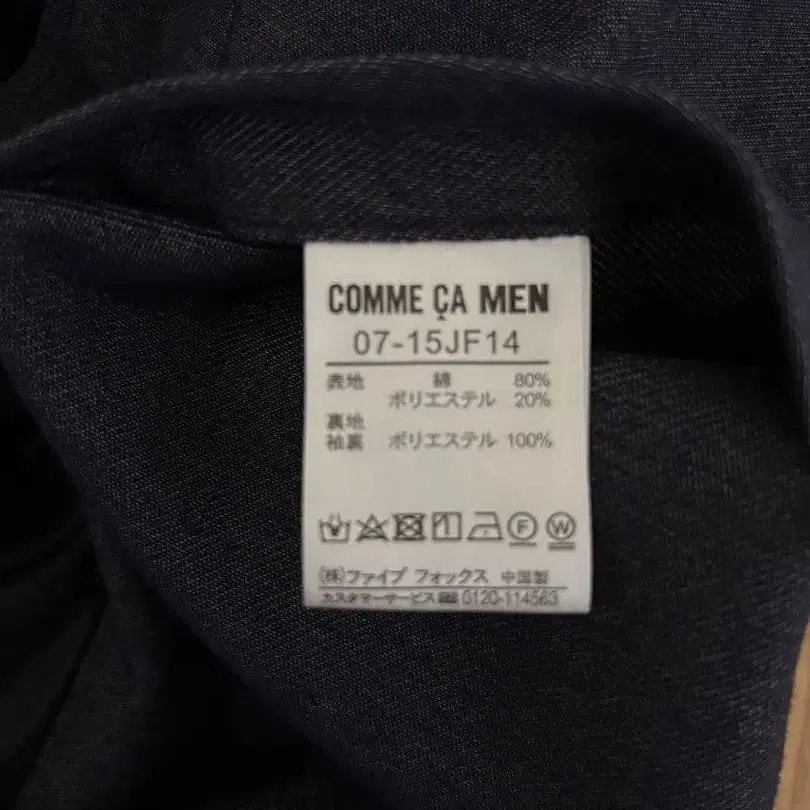 COMME ÇA MEN
07-15JF14
表地 綿 80%
ポリエステル 20%
裏地
袖裏 ポリエステル 100%
F W
(株)ファイブ フォックス 中国製
カスタマーサービス 0120-114563